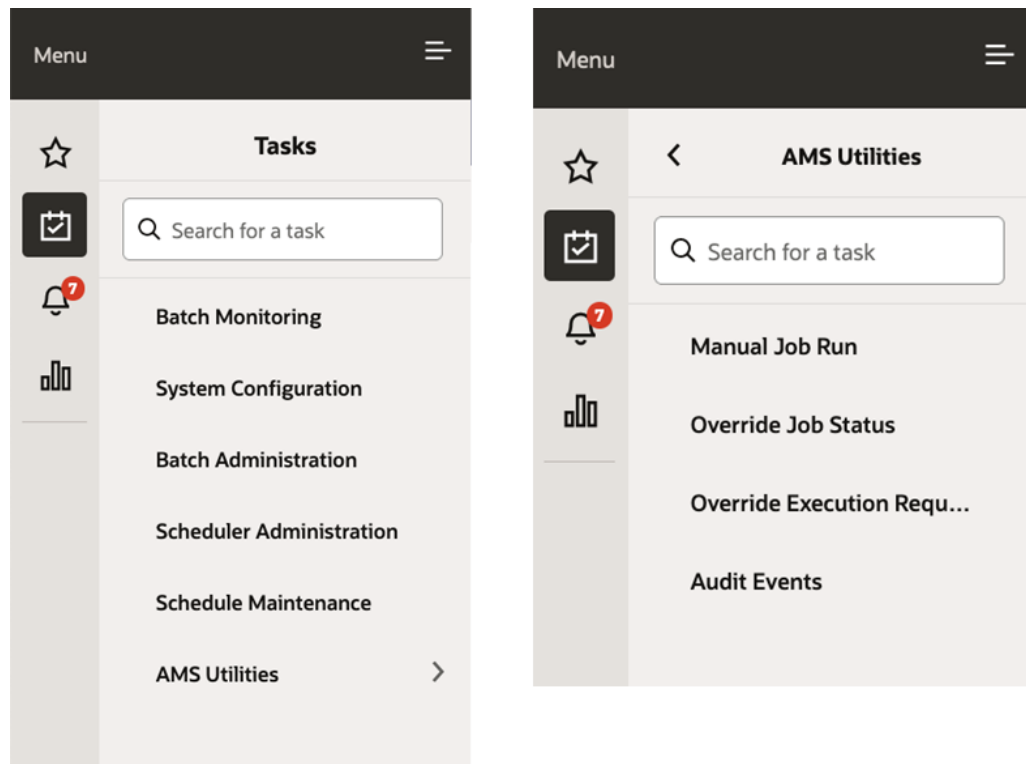 Menu
Tasks
Search for a task
7
Batch Monitoring
System Configuration
Batch Administration
Scheduler Administration
Schedule Maintenance
AMS Utilities
Menu
AMS Utilities
Search for a task
7
Manual Job Run
Override Job Status
Override Execution Requ...
Audit Events